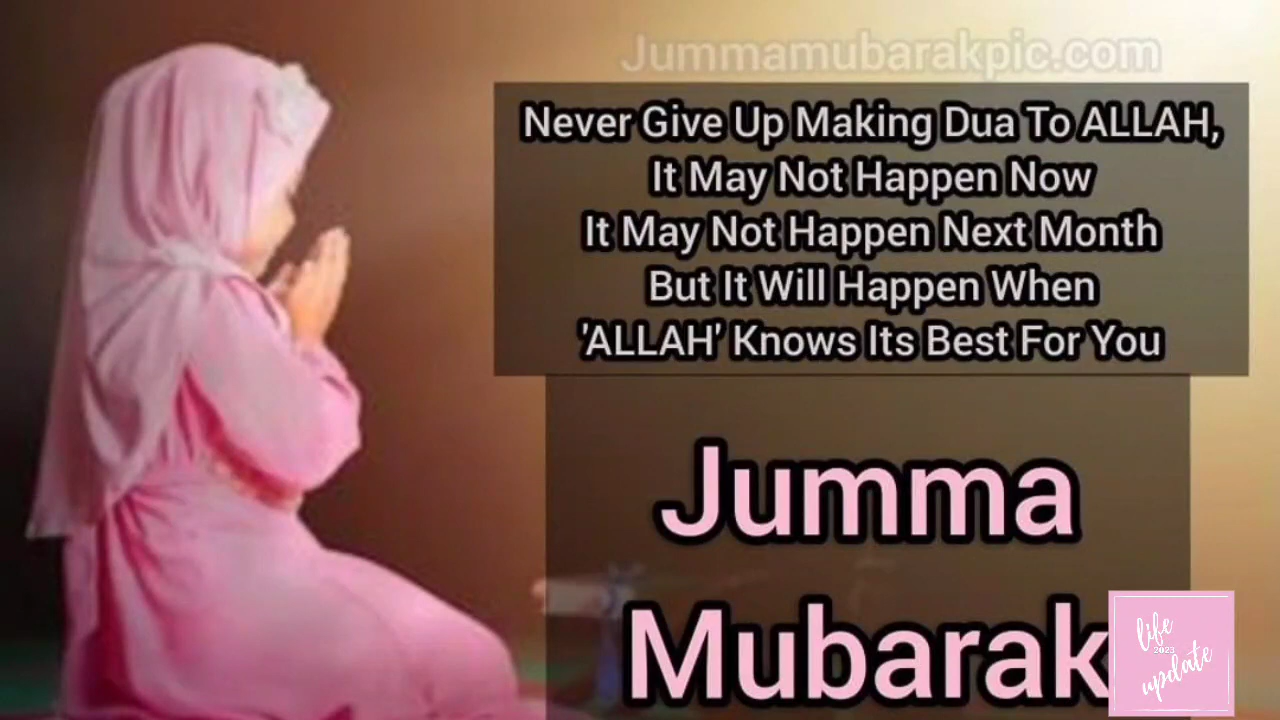 Jummamubarakpic.com
Never Give Up Making Dua To ALLAH,
It May Not Happen Now
It May Not Happen Next Month
But It Will Happen When
'ALLAH' Knows Its Best For You
Jumma
Mubarak
life
2023
update